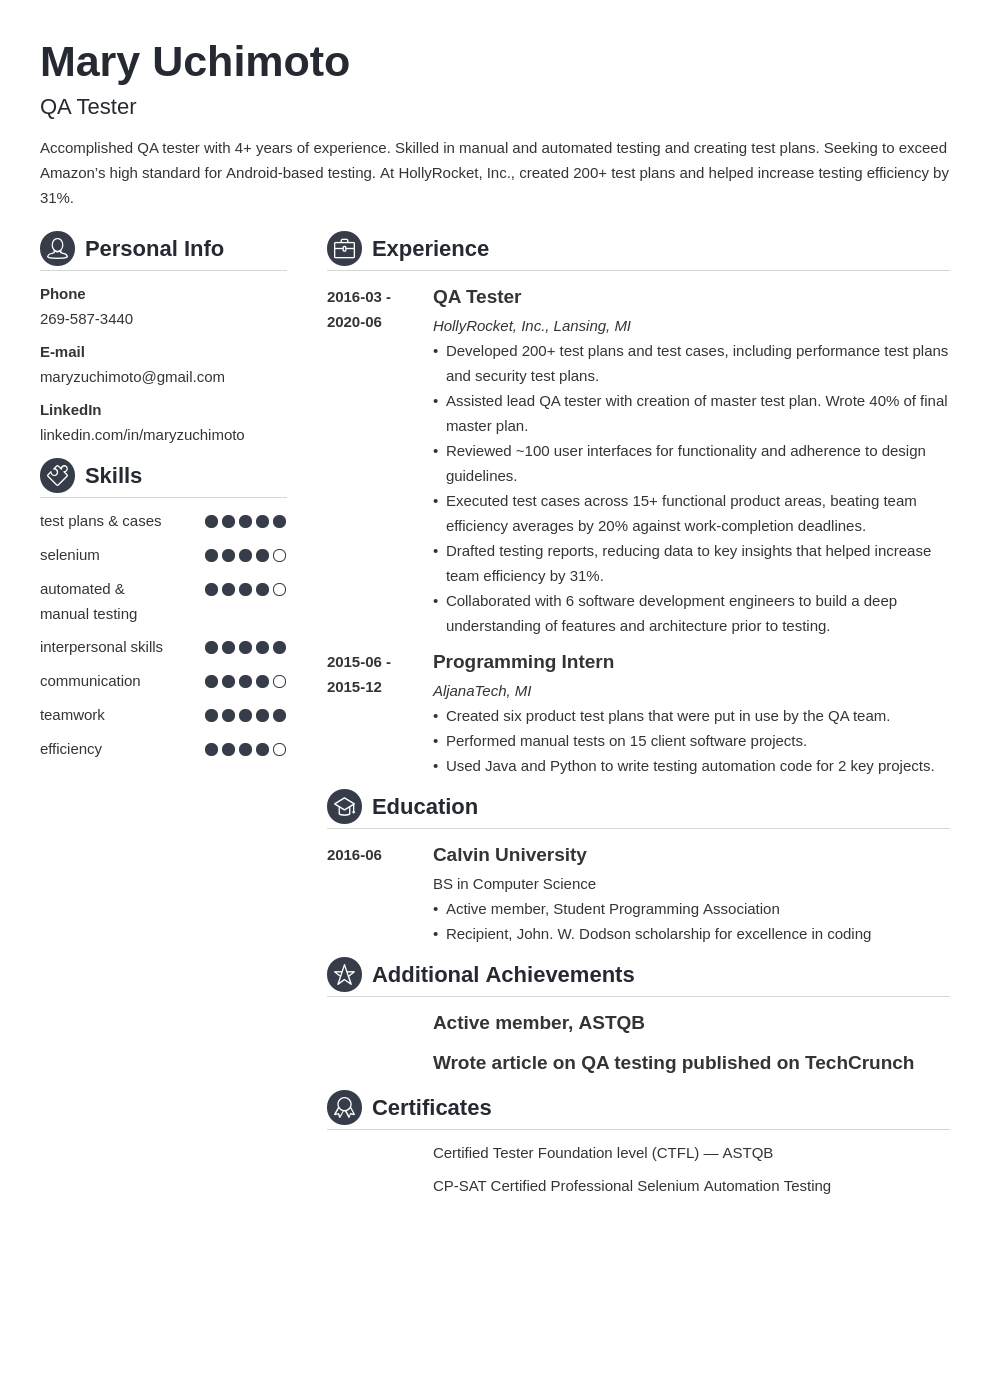 Mary Uchimoto
QA Tester
Accomplished QA tester with 4+ years of experience. Skilled in manual and automated testing and creating test plans. Seeking to exceed
Amazon’s high standard for Android-based testing. At HollyRocket, Inc., created 200+ test plans and helped increase testing efficiency by
31%.
Personal Info
Phone
269-587-3440
E-mail
maryzuchimoto@gmail.com
LinkedIn
linkedin.com/in/maryzuchimoto
Skills
test plans & cases
selenium
automated &
manual testing
interpersonal skills
communication
teamwork
efficiency
Experience
2016-03 -
2020-06
QA Tester
HollyRocket, Inc., Lansing, MI
• Developed 200+ test plans and test cases, including performance test plans
and security test plans.
• Assisted lead QA tester with creation of master test plan. Wrote 40% of final
master plan.
• Reviewed ~100 user interfaces for functionality and adherence to design
guidelines.
• Executed test cases across 15+ functional product areas, beating team
efficiency averages by 20% against work-completion deadlines.
• Drafted testing reports, reducing data to key insights that helped increase
team efficiency by 31%.
• Collaborated with 6 software development engineers to build a deep
understanding of features and architecture prior to testing.
2015-06 -
2015-12
Programming Intern
AljanaTech, MI
• Created six product test plans that were put in use by the QA team.
• Performed manual tests on 15 client software projects.
• Used Java and Python to write testing automation code for 2 key projects.
Education
2016-06
Calvin University
BS in Computer Science
• Active member, Student Programming Association
• Recipient, John. W. Dodson scholarship for excellence in coding
Additional Achievements
Active member, ASTQB
Wrote article on QA testing published on TechCrunch
Certificates
Certified Tester Foundation level (CTFL) — ASTQB
CP-SAT Certified Professional Selenium Automation Testing